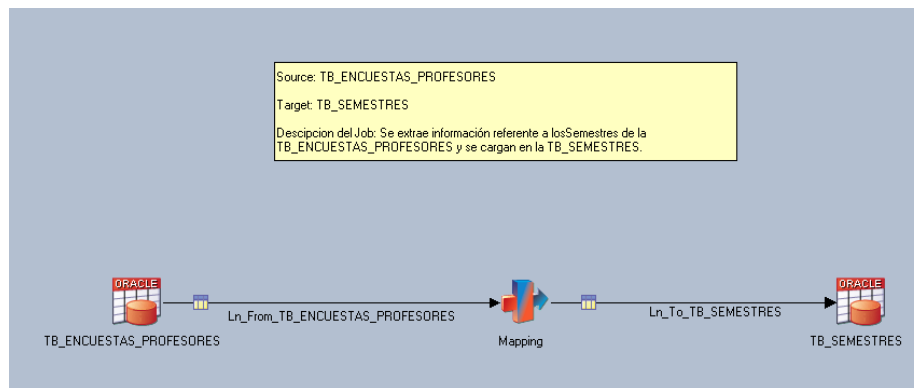 Source: TB_ENCUESTAS_PROFESORES
Target: TB_SEMESTRES
Descipcion del Job: Se extrae información referente a losSemestres de la
TB_ENCUESTAS_PROFESORES y se cargan en la TB_SEMESTRES.
ORACLE
ORACLE
Ln_From_TB_ENCUESTAS_PROFESORES
Ln_To_TB_SEMESTRES
TB_ENCUESTAS_PROFESORES
Mapping
TB_SEMESTRES